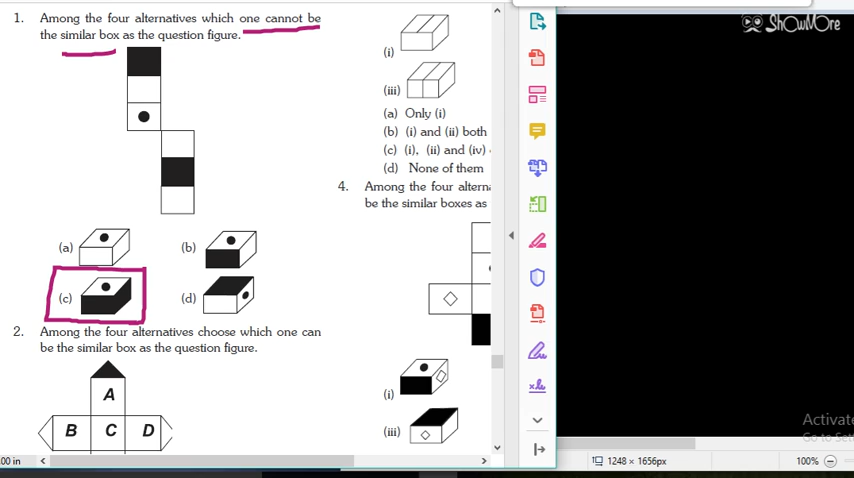 1. Among the four alternatives which one cannot be
the similar box as the question figure.
(a)
(b)
(c)
(d)
2. Among the four alternatives choose which one can
be the similar box as the question figure.
A
B C D
(i)
(iii)
(a) Only (i)
(b) (i) and (ii) both
(c) (i), (ii) and (iv)
(d) None of them
4. Among the four
be the similar boxes as
(i)
(iii)
ShowMore
Activate
Go to
.00 in
1248 × 1656px
100%